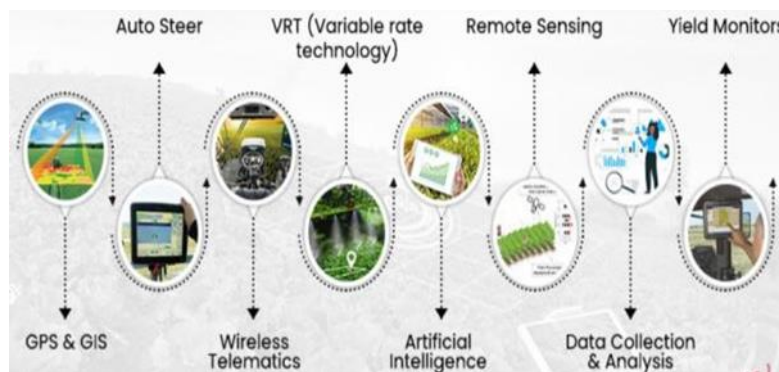 Auto Steer
VRT (Variable rate
technology)
Remote Sensing
Yield Monitors
GPS & GIS
Wireless
Telematics
Artificial
Intelligence
Data Collection
& Analysis